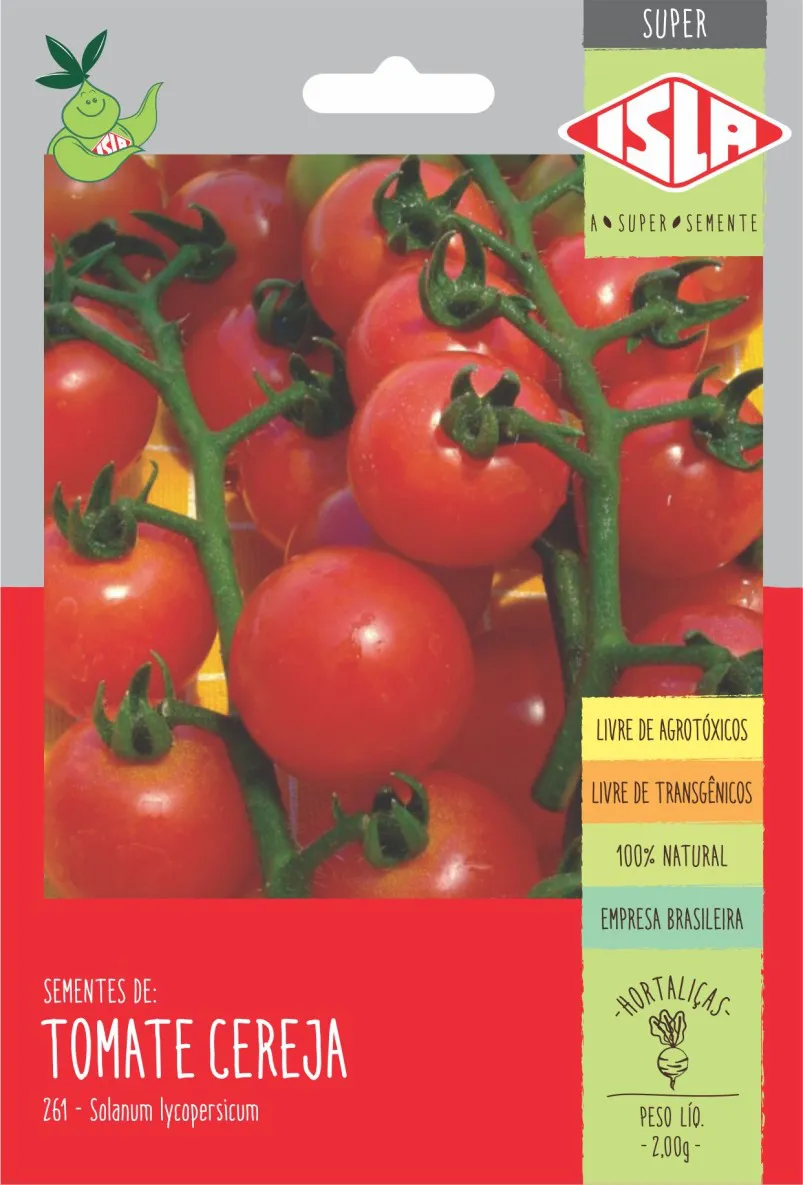 SUPER
ISLA
ISLA
A SUPER SEMENTE
LIVRE DE AGROTÓXICOS
LIVRE DE TRANSGÊNICOS
100% NATURAL
EMPRESA BRASILEIRA
-HORTALIÇAS-
PESO LÍQ.
- 2,00g -
SEMENTES DE:
TOMATE CEREJA
261 - Solanum lycopersicum